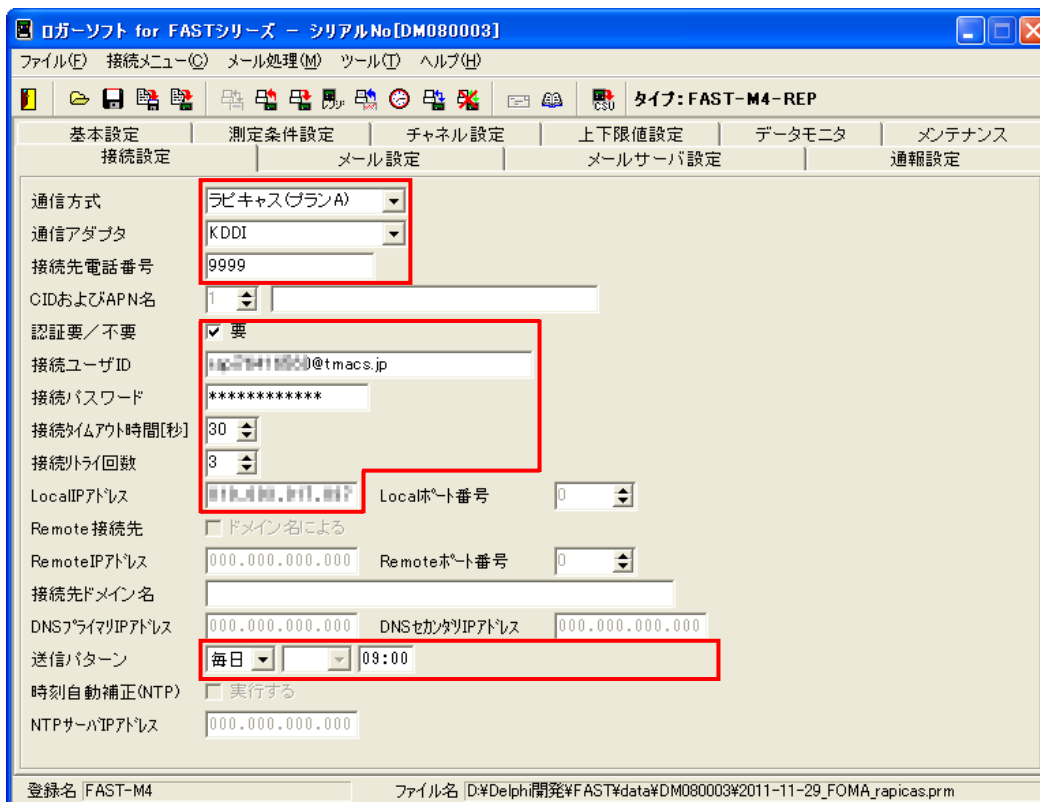 ロガーソフト for FASTシリーズ － シリアルNo[DM080003]
ファイル(F) 接続メニュー(C) メール処理(M) ツール(T) ヘルプ(H)
CSU タイプ:FAST-M4-REP
基本設定 測定条件設定 チャネル設定 上下限値設定 データモニタ メンテナンス
接続設定 メール設定 メールサーバ設定 通報設定
通信方式 ラピキャス(プランA)
通信アダプタ KDDI
接続先電話番号 9999
CIDおよびAPN名 1
認証要／不要 要
接続ユーザID @tmacs.jp
接続パスワード ************
接続タイムアウト時間[秒] 30
接続リトライ回数 3
LocalIPアドレス Localポート番号 0
Remote接続先 ドメイン名による
RemoteIPアドレス 000.000.000.000 Remoteポート番号 0
接続先ドメイン名
DNSプライマリIPアドレス 000.000.000.000 DNSセカンダリIPアドレス 000.000.000.000
送信パターン 毎日 09:00
時刻自動補正(NTP) 実行する
NTPサーバIPアドレス 000.000.000.000
登録名 FAST-M4 ファイル名 D:¥Delphi開発¥FAST¥data¥DM080003¥2011-11-29_FOMA_rapicas.prm